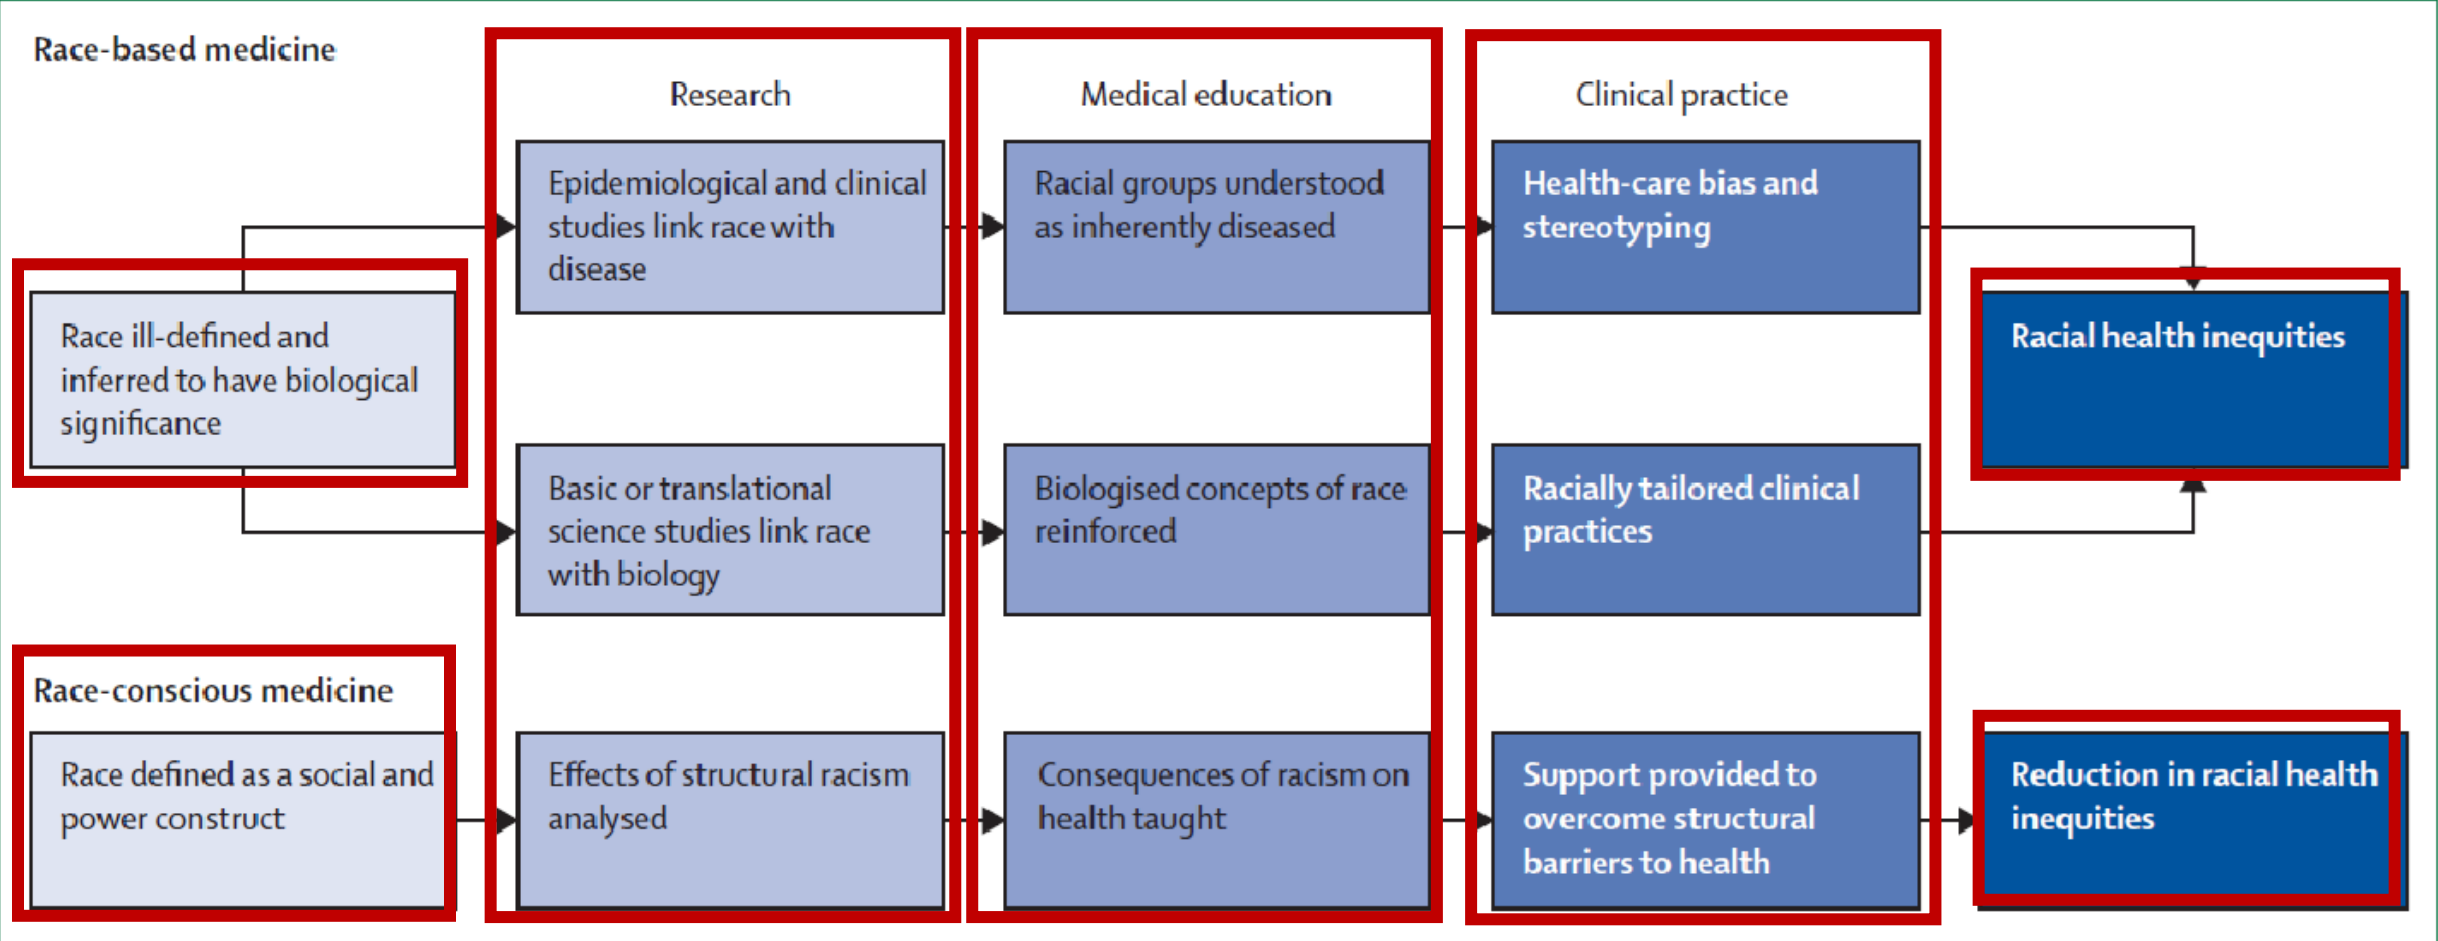 Race-based medicine
Research
Medical education
Clinical practice
Epidemiological and clinical
studies link race with
disease
Racial groups understood
as inherently diseased
Health-care bias and
stereotyping
Race ill-defined and
inferred to have biological
significance
Racial health inequities
Basic or translational
science studies link race
with biology
Biologised concepts of race
reinforced
Racially tailored clinical
practices
Race-conscious medicine
Race defined as a social and
power construct
Effects of structural racism
analysed
Consequences of racism on
health taught
Support provided to
overcome structural
barriers to health
Reduction in racial health
inequities